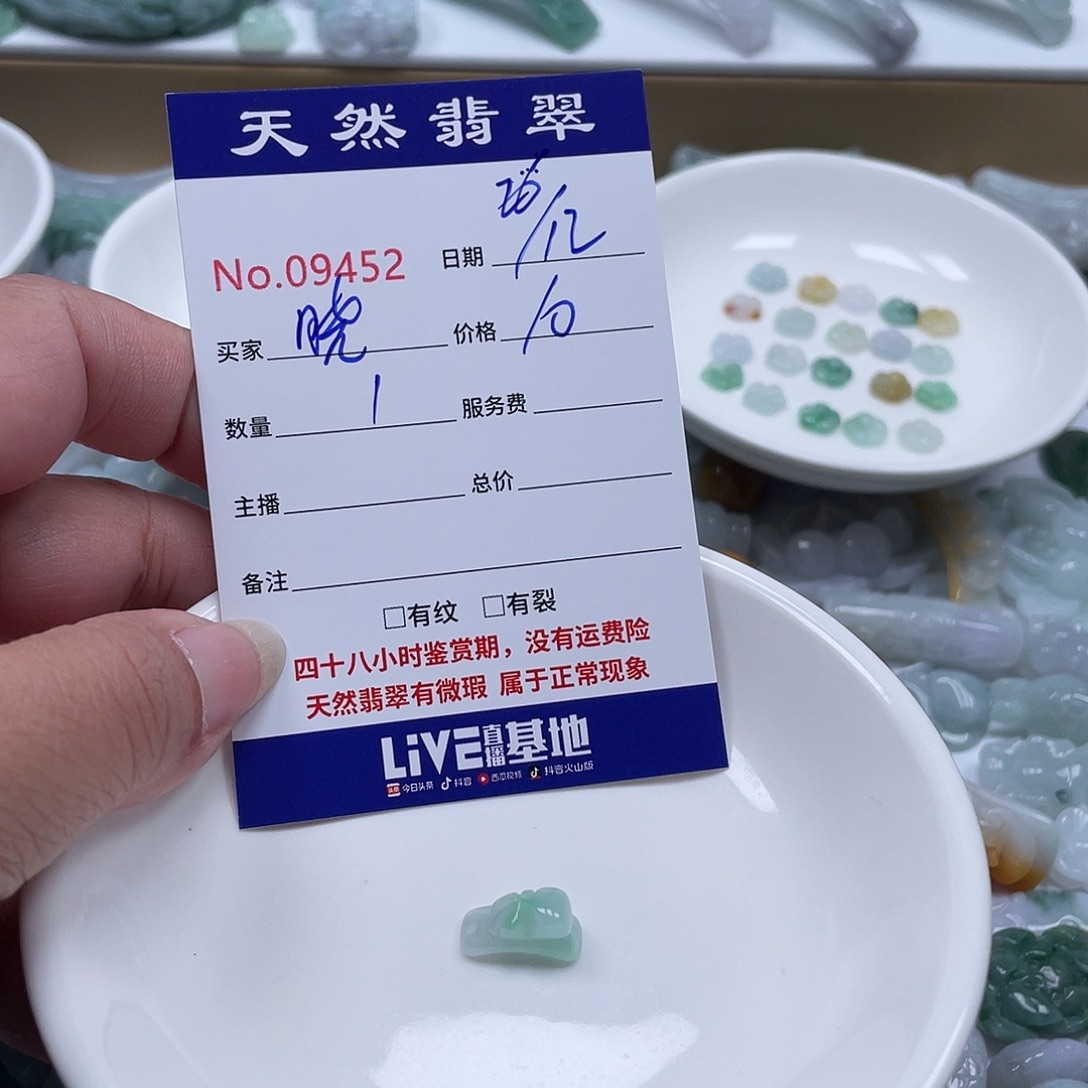 天然翡翠
No.09452 日期 /12
买家 晓 价格 10
数量 1 服务费
主播 总价
备注
□有纹 □有裂
四十八小时鉴赏期，没有运费险
天然翡翠有微瑕 属于正常现象
LiVE直播基地
头条 今日头条 抖音 西瓜视频 抖音火山版